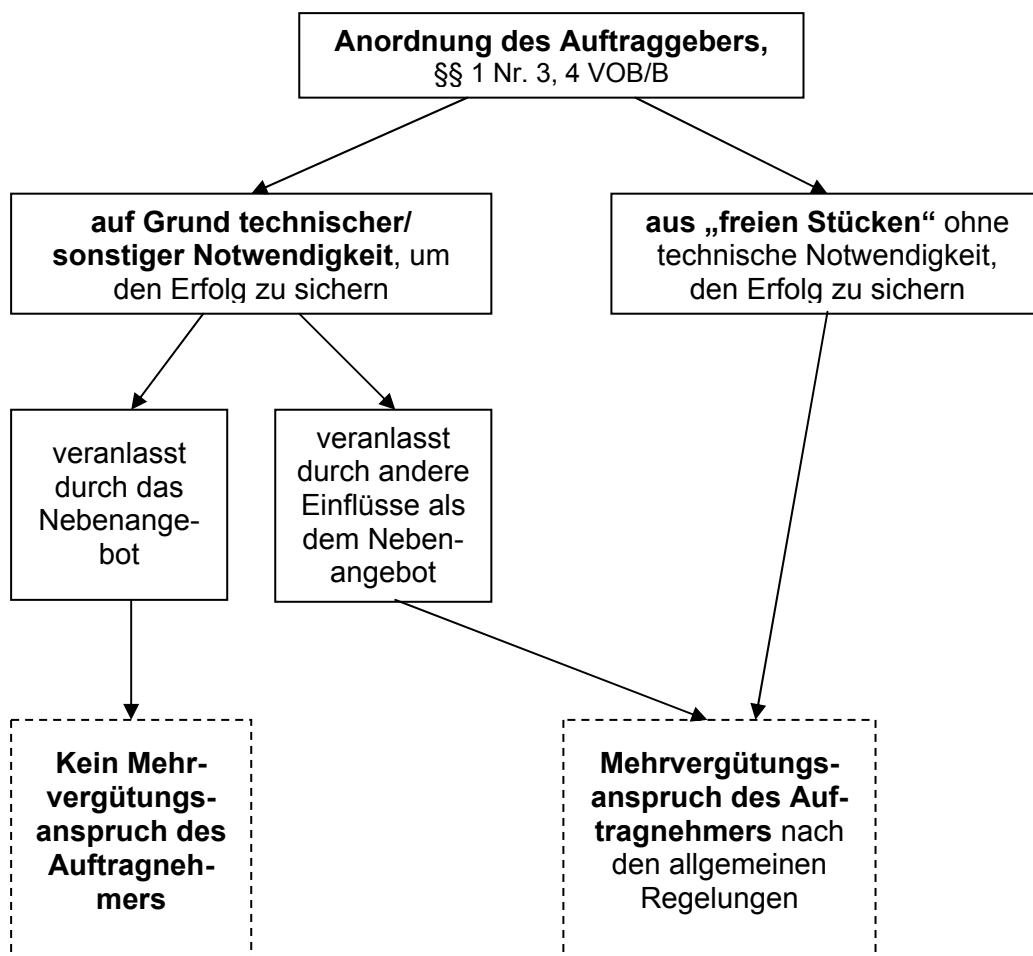 Anordnung des Auftraggebers,
§§ 1 Nr. 3, 4 VOB/B
auf Grund technischer/
sonstiger Notwendigkeit, um
den Erfolg zu sichern
aus „freien Stücken“ ohne
technische Notwendigkeit,
den Erfolg zu sichern
veranlasst
durch das
Nebenange-
bot
veranlasst
durch andere
Einflüsse als
dem Neben-
angebot
Kein Mehr-
vergütungs-
anspruch des
Auftragneh-
mers
Mehrvergütungs-
anspruch des Auf-
tragnehmers nach
den allgemeinen
Regelungen